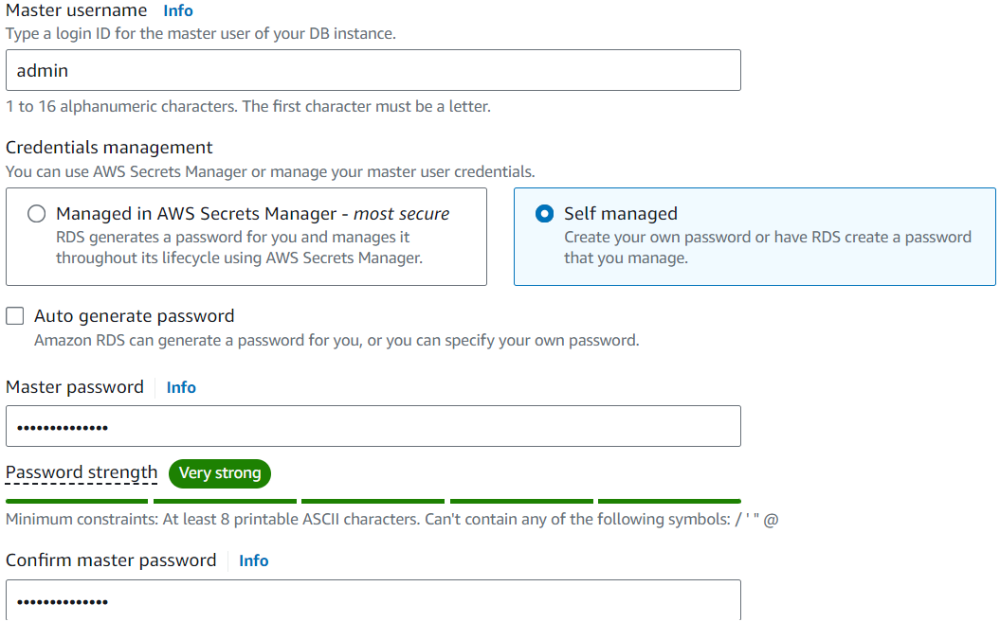 Master username Info
Type a login ID for the master user of your DB instance.
admin
1 to 16 alphanumeric characters. The first character must be a letter.
Credentials management
You can use AWS Secrets Manager or manage your master user credentials.
Managed in AWS Secrets Manager - most secure
RDS generates a password for you and manages it
throughout its lifecycle using AWS Secrets Manager.
Self managed
Create your own password or have RDS create a password
that you manage.
Auto generate password
Amazon RDS can generate a password for you, or you can specify your own password.
Master password Info
••••••••••••••
Password strength Very strong
Minimum constraints: At least 8 printable ASCII characters. Can't contain any of the following symbols: / ' " @
Confirm master password Info
••••••••••••••